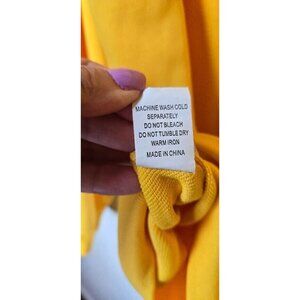 MACHINE WASH COLD
SEPARATELY
DO NOT BLEACH
DO NOT TUMBLE DRY
WARM IRON
MADE IN CHINA